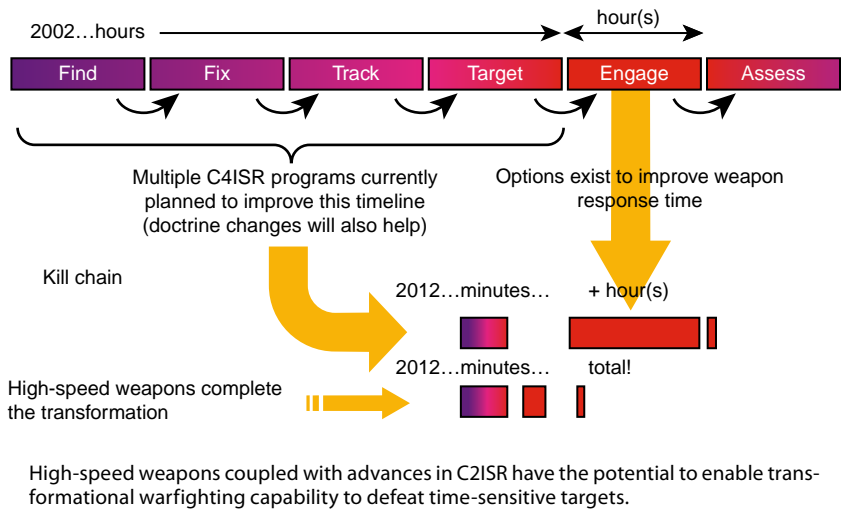 2002…hours
hour(s)
Find Fix Track Target Engage Assess
Multiple C4ISR programs currently
planned to improve this timeline
(doctrine changes will also help)
Options exist to improve weapon
response time
Kill chain
2012…minutes… + hour(s)
2012…minutes… total!
High-speed weapons complete
the transformation
High-speed weapons coupled with advances in C2ISR have the potential to enable trans-
formational warfighting capability to defeat time-sensitive targets.